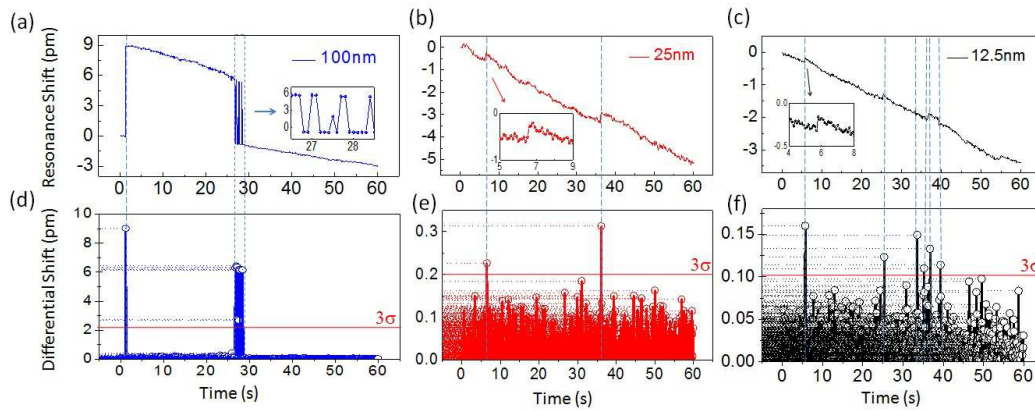 (a)
Resonance Shift (pm)
9
6
3
0
-3
100nm
6
3
0
27 28
0 10 20 30 40 50 60
(b)
0
-1
-2
-3
-4
-5
25nm
0
-1
5 7 9
0 10 20 30 40 50 60
(c)
0
-1
-2
-3
12.5nm
0.0
-0.5
4 6 8
0 10 20 30 40 50 60
(d)
Differential Shift (pm)
10
8
6
4
2
0
3σ
0 10 20 30 40 50 60
Time (s)
(e)
0.3
0.2
0.1
0.0
3σ
0 10 20 30 40 50 60
Time (s)
(f)
0.15
0.10
0.05
0.00
3σ
0 10 20 30 40 50 60
Time (s)